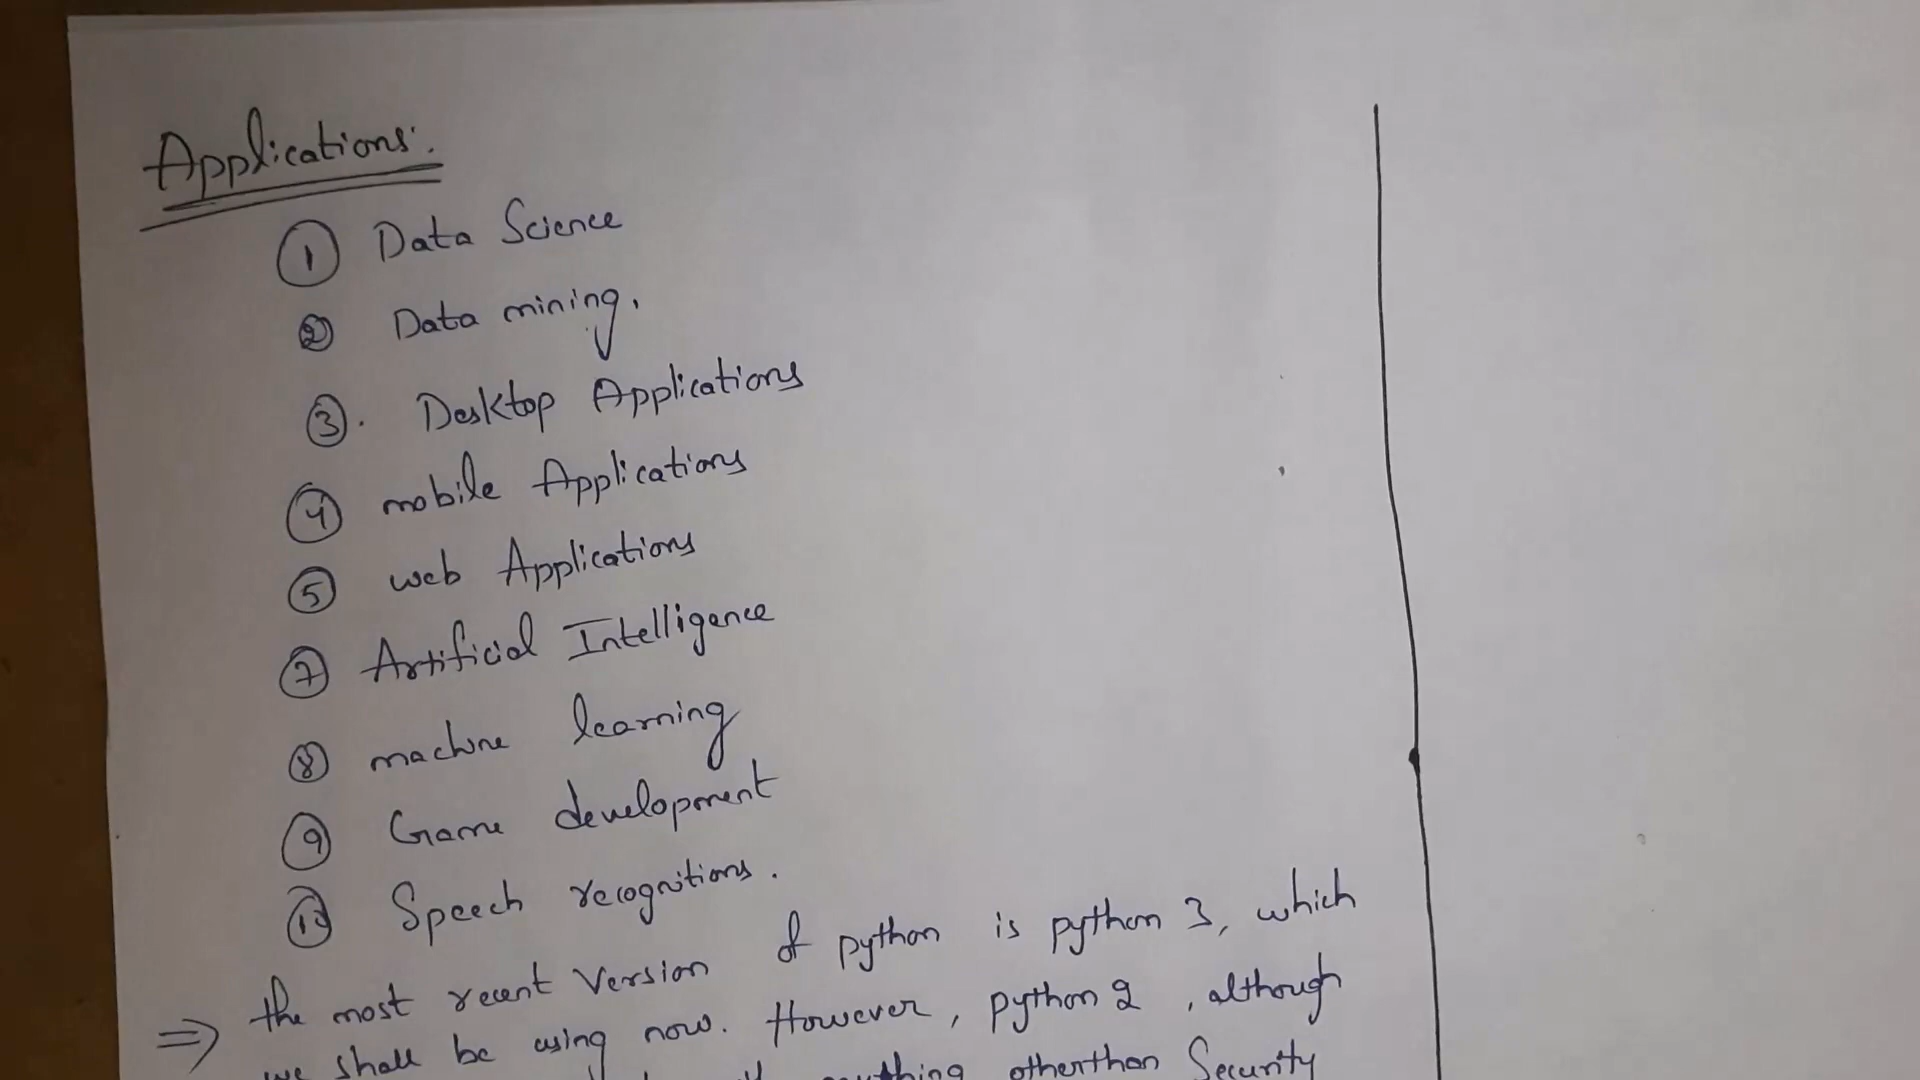 Applications:
① Data Science
② Data mining.
③. Desktop Applications
④ mobile Applications
⑤ web Applications
⑦ Artificial Intelligence
⑧ machine learning
⑨ Game development
⑩ Speech recognitions.
⇒ the most recent Version of python is python 3, which
we shall be using now. However, python 2, although
anything otherthan Security